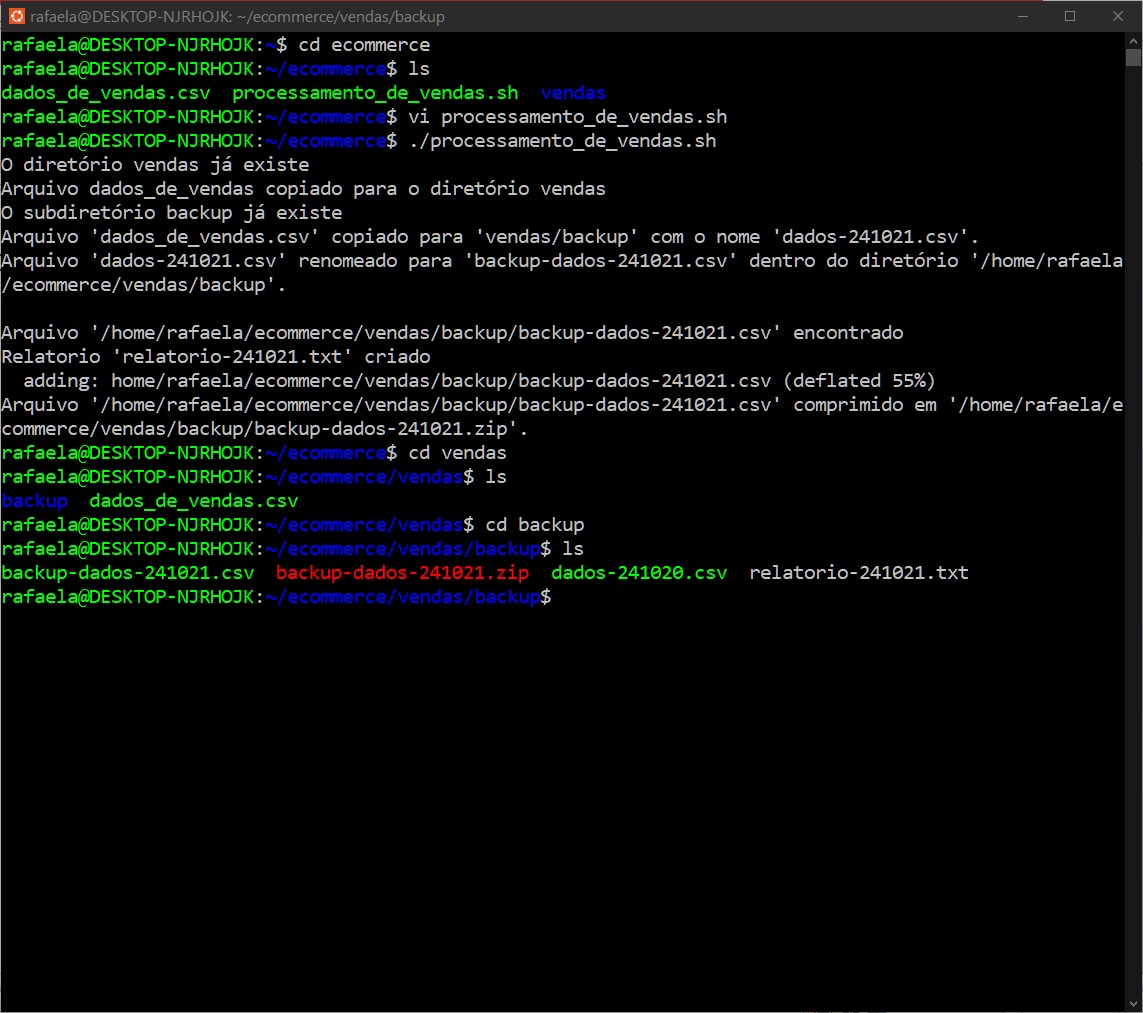 rafaela@DESKTOP-NJRHOJK: ~/ecommerce/vendas/backup
rafaela@DESKTOP-NJRHOJK:~$ cd ecommerce
rafaela@DESKTOP-NJRHOJK:~/ecommerce$ ls
dados_de_vendas.csv  processamento_de_vendas.sh  vendas
rafaela@DESKTOP-NJRHOJK:~/ecommerce$ vi processamento_de_vendas.sh
rafaela@DESKTOP-NJRHOJK:~/ecommerce$ ./processamento_de_vendas.sh
O diretório vendas já existe
Arquivo dados_de_vendas copiado para o diretório vendas
O subdiretório backup já existe
Arquivo 'dados_de_vendas.csv' copiado para 'vendas/backup' com o nome 'dados-241021.csv'.
Arquivo 'dados-241021.csv' renomeado para 'backup-dados-241021.csv' dentro do diretório '/home/rafaela
/ecommerce/vendas/backup'.
Arquivo '/home/rafaela/ecommerce/vendas/backup/backup-dados-241021.csv' encontrado
Relatorio 'relatorio-241021.txt' criado
  adding: home/rafaela/ecommerce/vendas/backup/backup-dados-241021.csv (deflated 55%)
Arquivo '/home/rafaela/ecommerce/vendas/backup/backup-dados-241021.csv' comprimido em '/home/rafaela/e
commerce/vendas/backup/backup-dados-241021.zip'.
rafaela@DESKTOP-NJRHOJK:~/ecommerce$ cd vendas
rafaela@DESKTOP-NJRHOJK:~/ecommerce/vendas$ ls
backup  dados_de_vendas.csv
rafaela@DESKTOP-NJRHOJK:~/ecommerce/vendas$ cd backup
rafaela@DESKTOP-NJRHOJK:~/ecommerce/vendas/backup$ ls
backup-dados-241021.csv  backup-dados-241021.zip  dados-241020.csv  relatorio-241021.txt
rafaela@DESKTOP-NJRHOJK:~/ecommerce/vendas/backup$